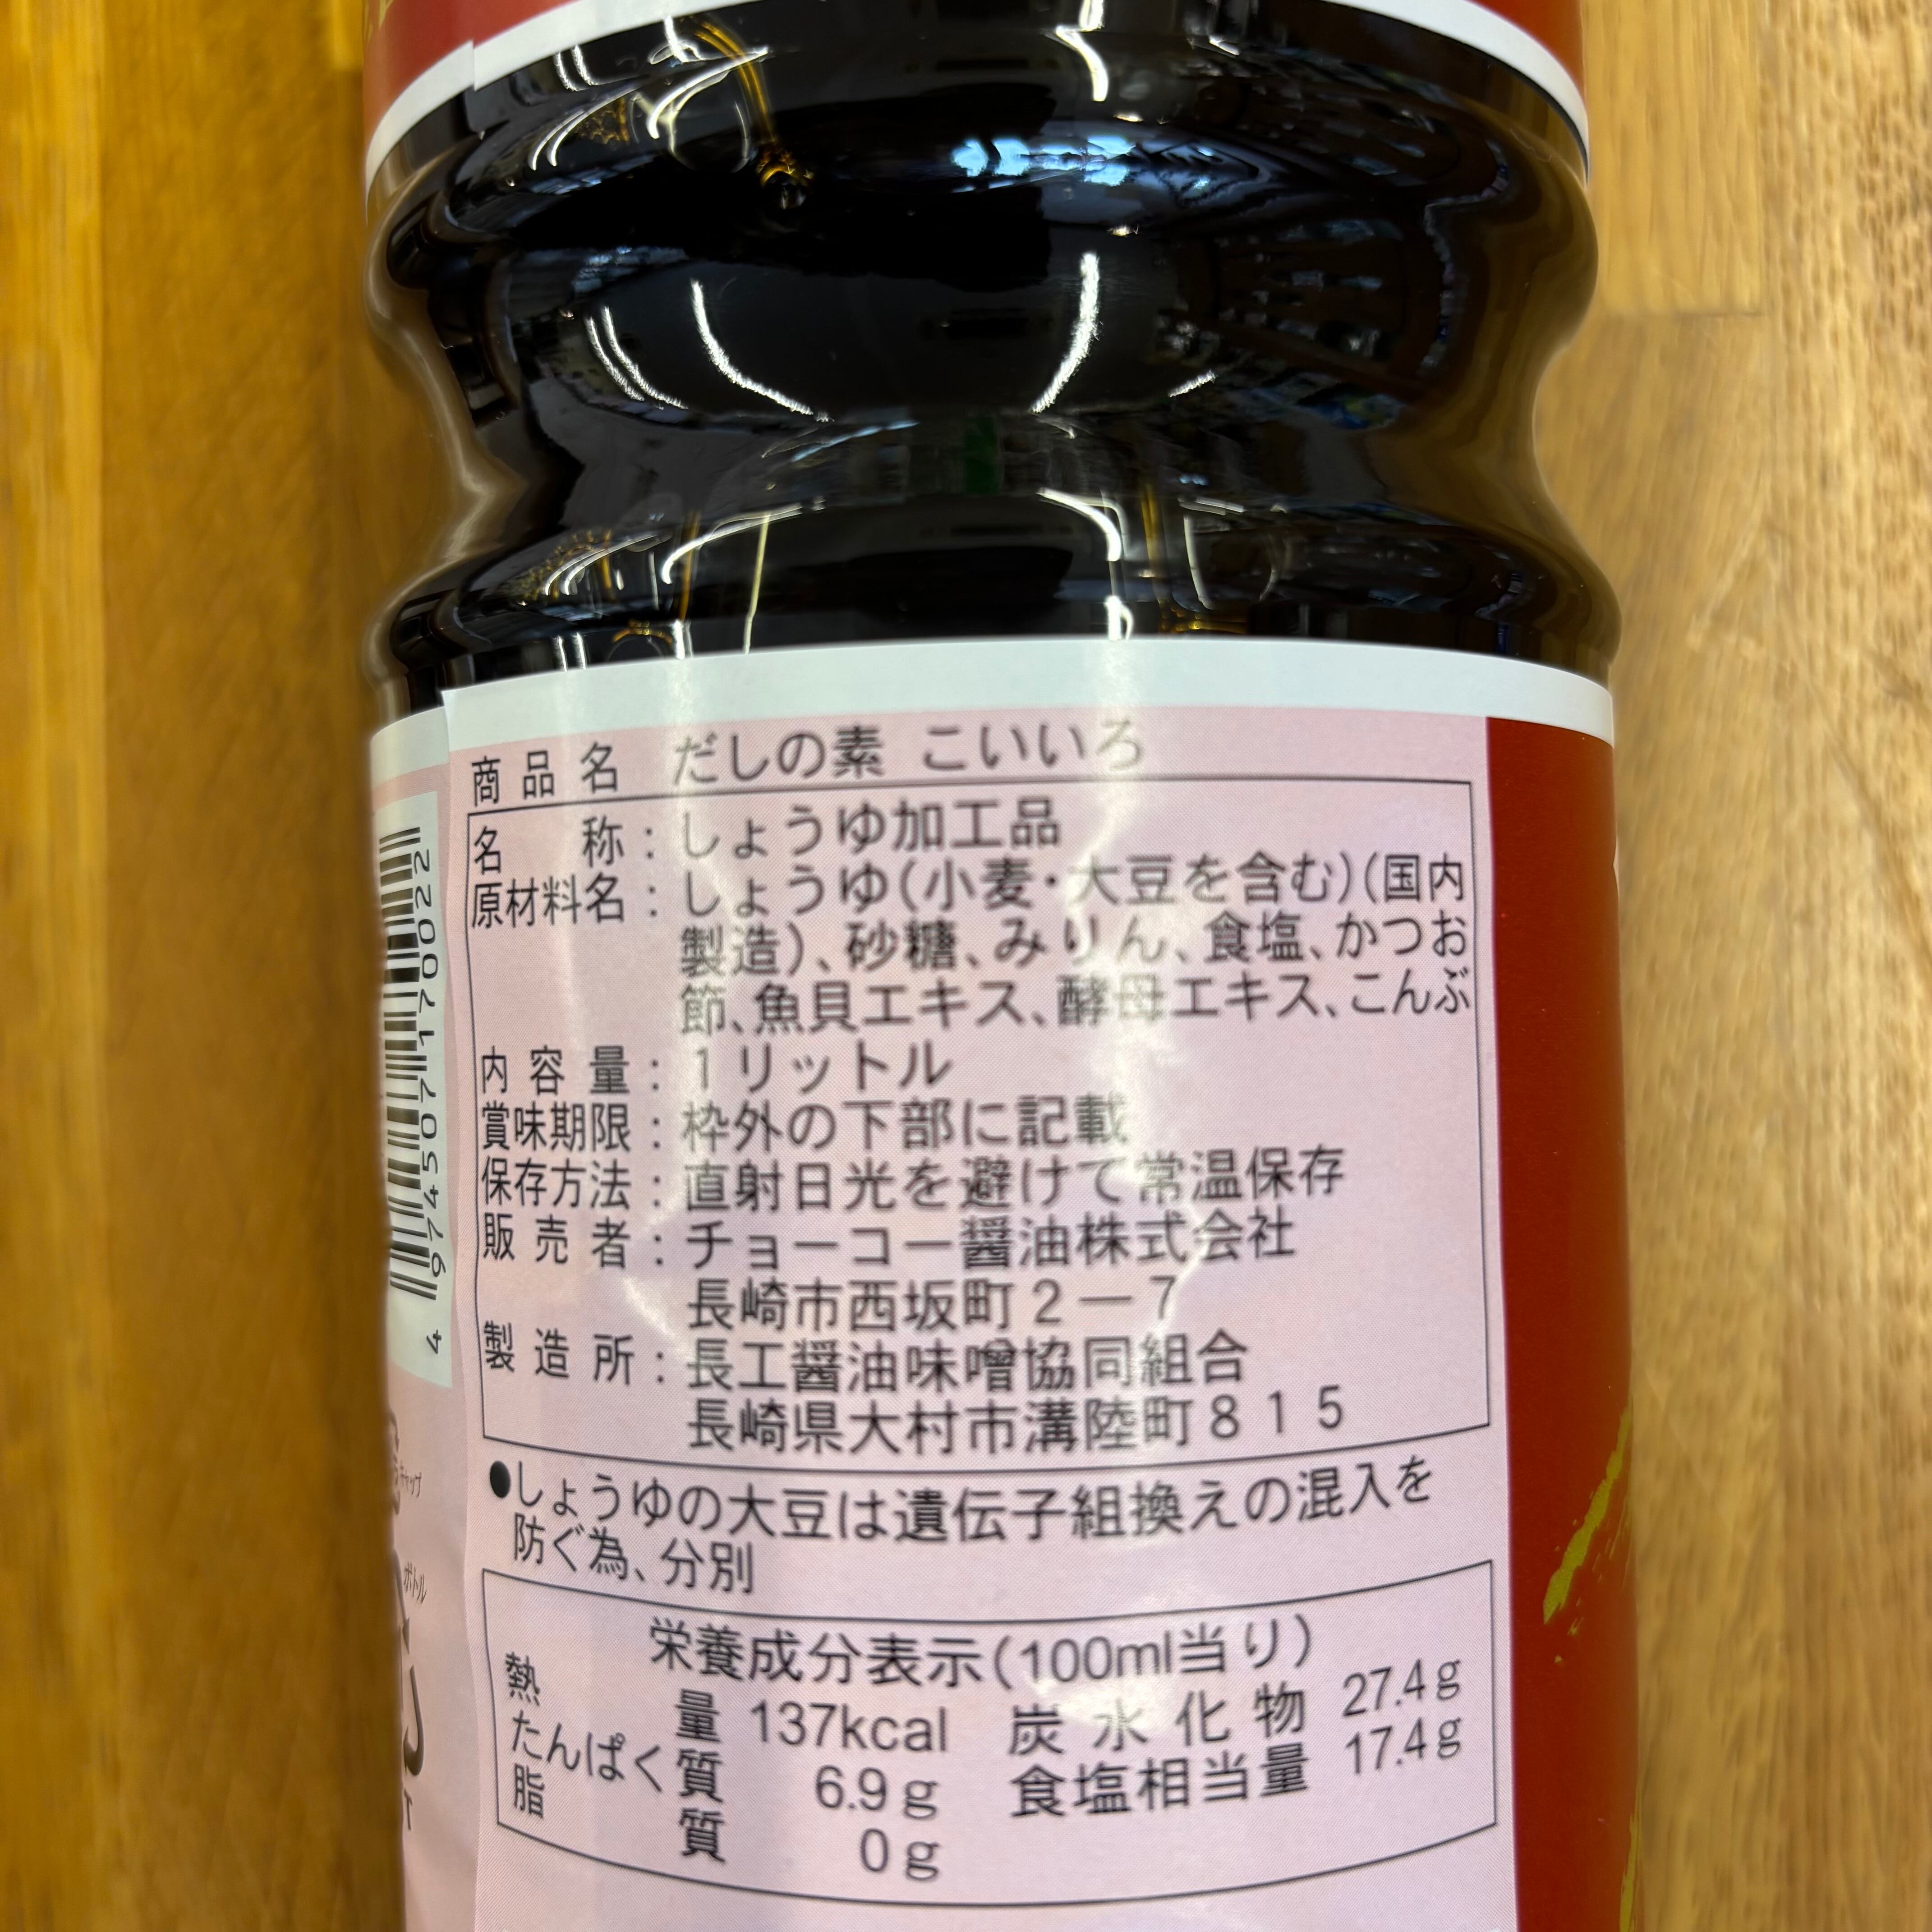 商品名 だしの素 こいいろ
名称：しょうゆ加工品
原材料名：しょうゆ(小麦・大豆を含む)(国内
製造)、砂糖、みりん、食塩、かつお
節、魚貝エキス、酵母エキス、こんぶ
内容量：1リットル
賞味期限：枠外の下部に記載
保存方法：直射日光を避けて常温保存
販売者：チョーコー醤油株式会社
長崎市西坂町2―7
製造所：長工醤油味噌協同組合
長崎県大村市溝陸町815
●しょうゆの大豆は遺伝子組換えの混入を
防ぐ為、分別
栄養成分表示(100ml当り)
熱量 137kcal 炭水化物 27.4g
たんぱく質 6.9g 食塩相当量 17.4g
脂質 0g
4 974507 170022
キャップ
ボトル